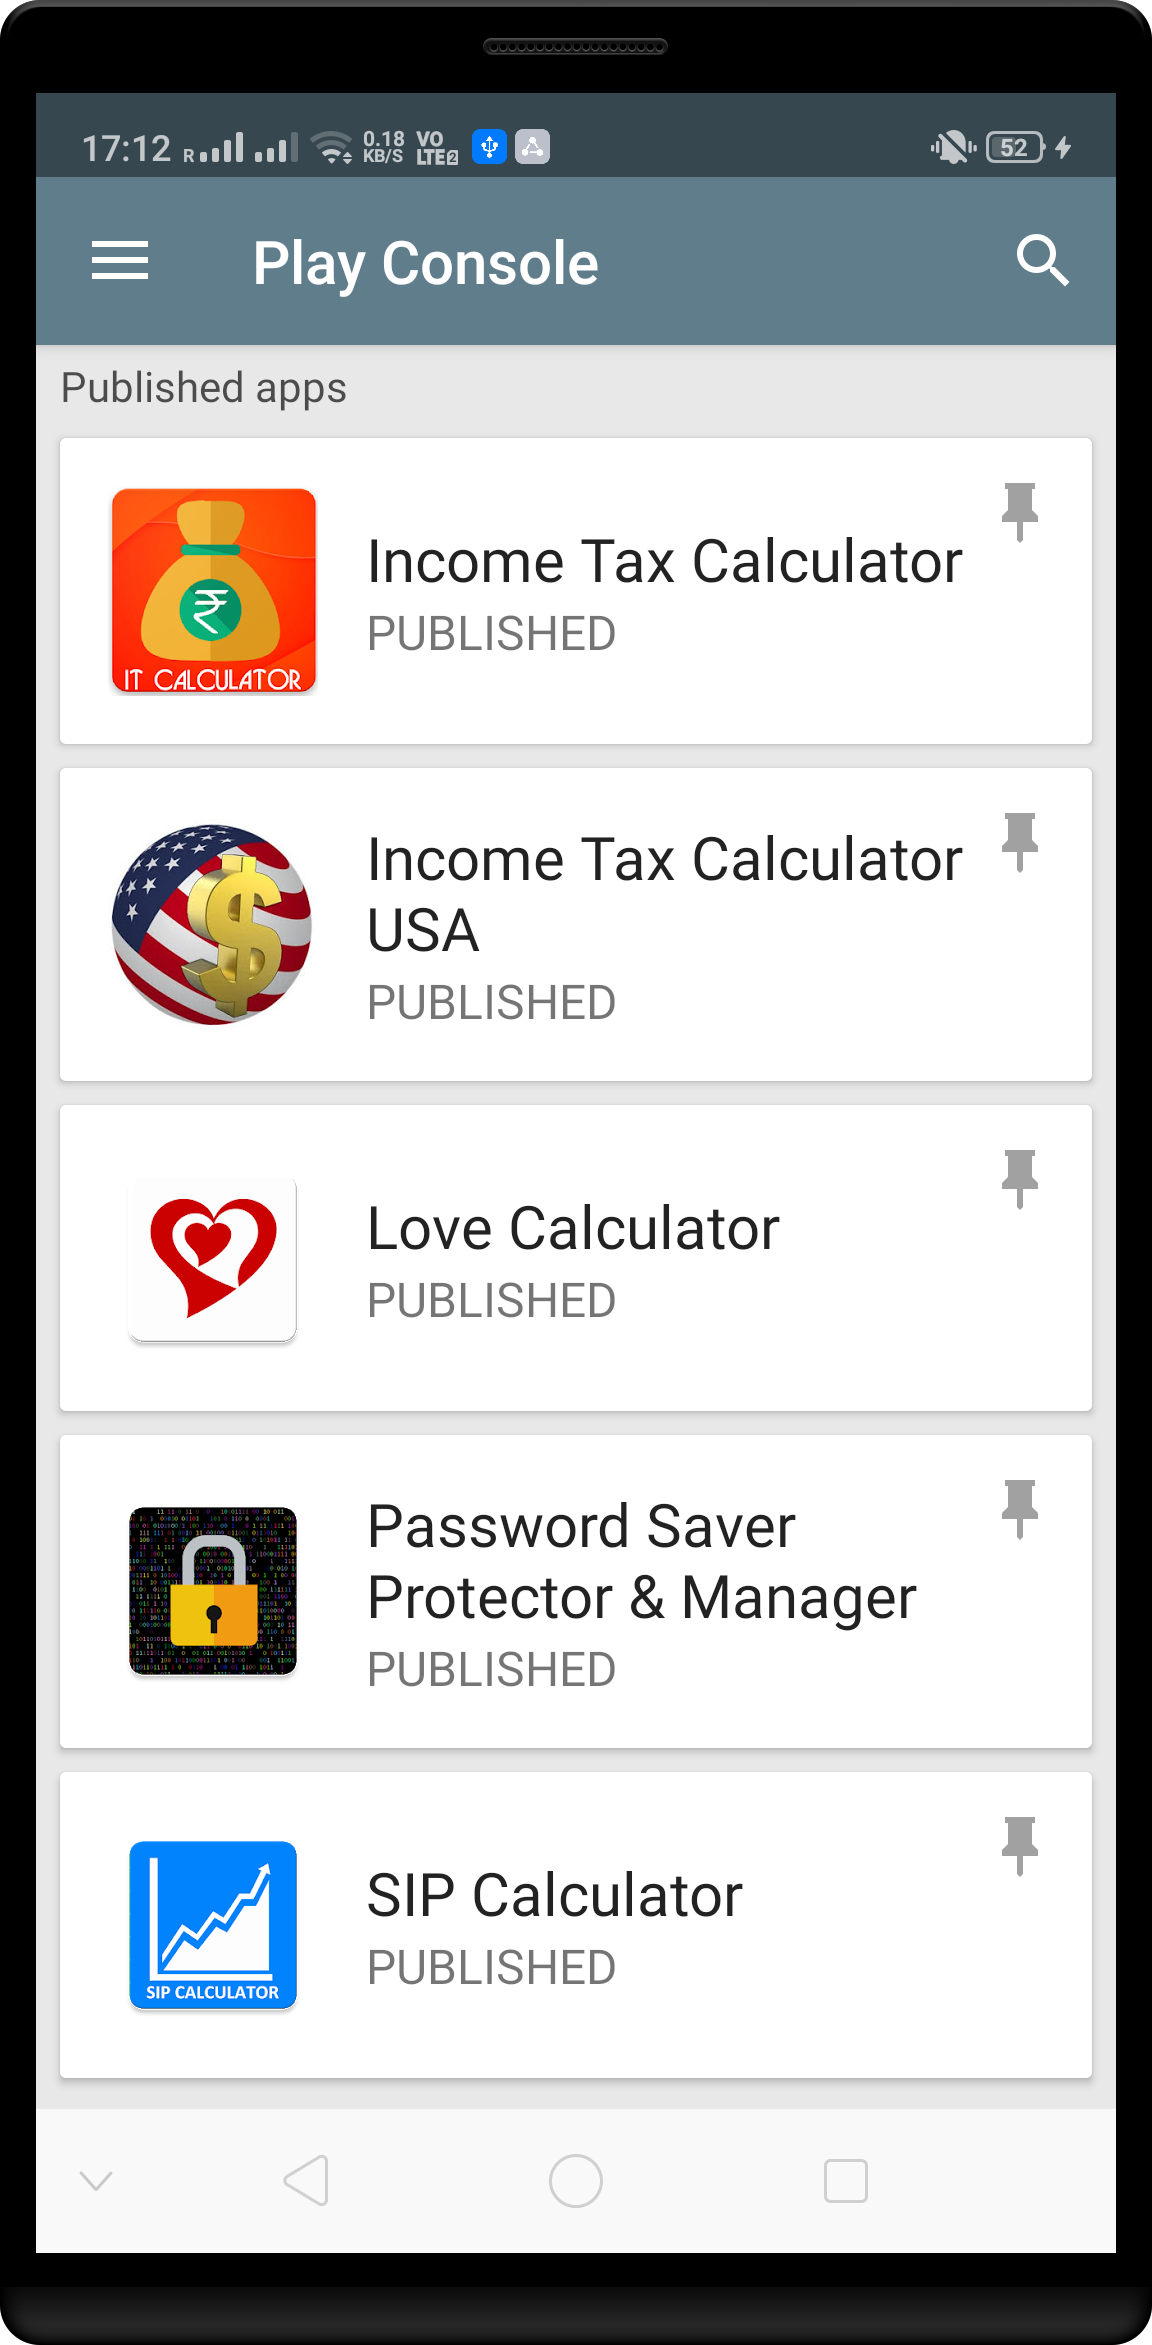 17:12 R 0.18 KB/S VO LTE2 52
Play Console
Published apps
Income Tax Calculator
PUBLISHED
IT CALCULATOR
Income Tax Calculator
USA
PUBLISHED
Love Calculator
PUBLISHED
Password Saver
Protector & Manager
PUBLISHED
SIP Calculator
PUBLISHED
SIP CALCULATOR